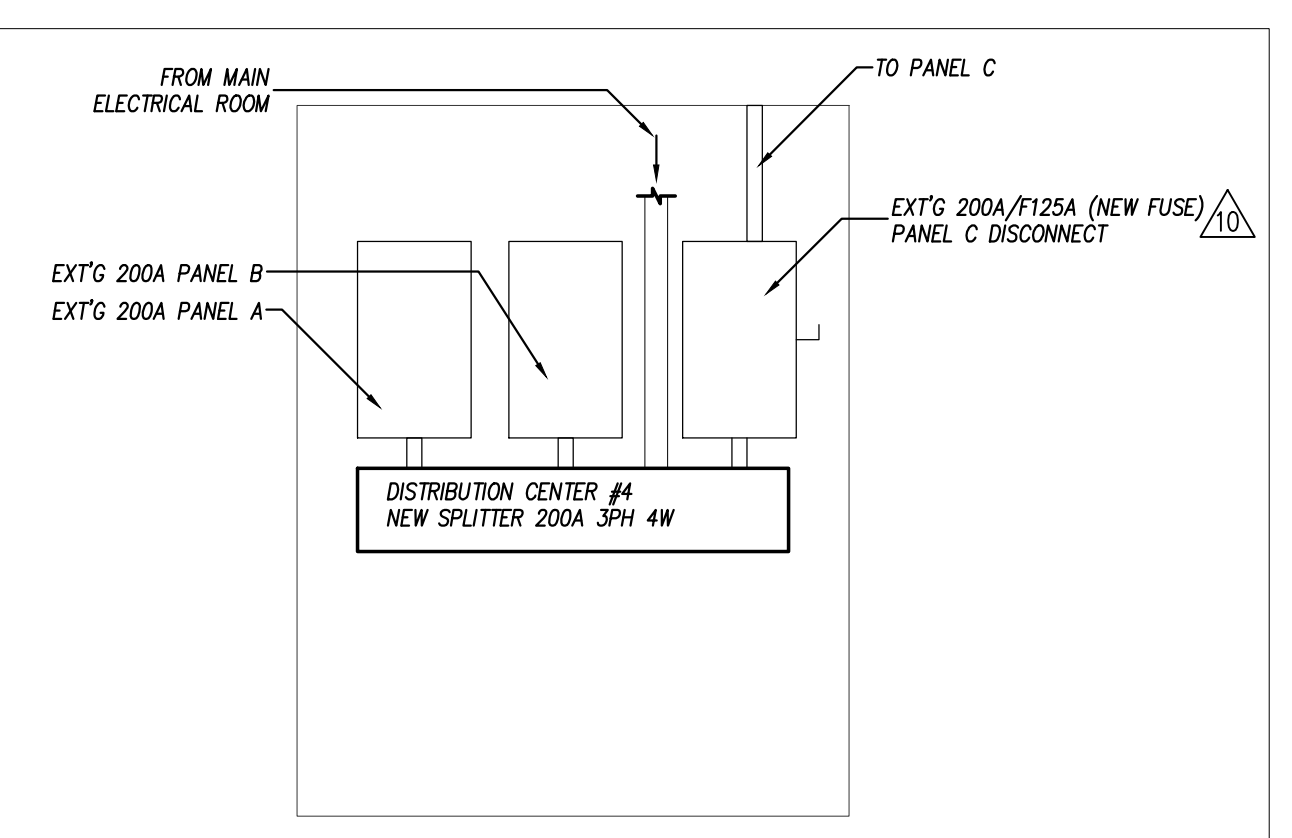 FROM MAIN
ELECTRICAL ROOM
TO PANEL C
EXT'G 200A/F125A (NEW FUSE)
PANEL C DISCONNECT
10
EXT'G 200A PANEL B
EXT'G 200A PANEL A
DISTRIBUTION CENTER #4
NEW SPLITTER 200A 3PH 4W